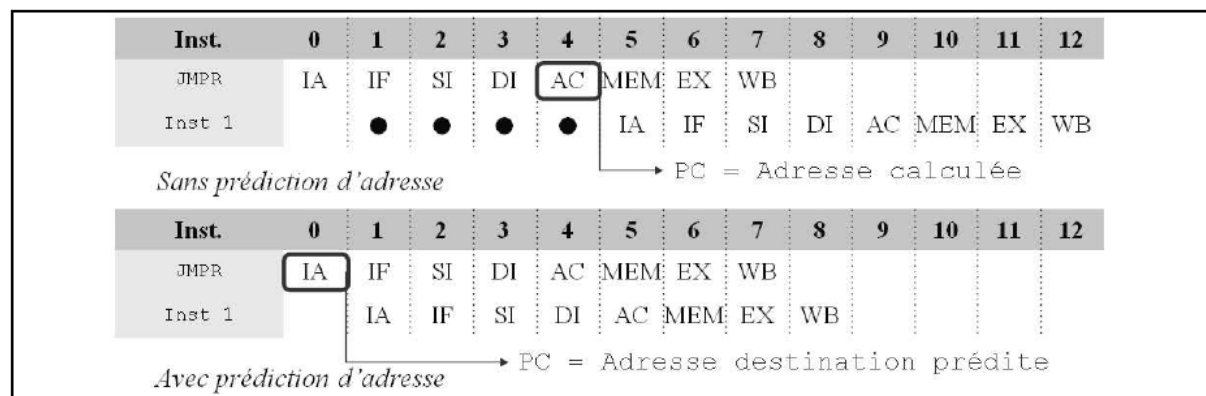 Inst. 0 1 2 3 4 5 6 7 8 9 10 11 12
JMPR IA IF SI DI AC MEM EX WB
Inst 1 ● ● ● ● IA IF SI DI AC MEM EX WB
PC = Adresse calculée
Sans prédiction d'adresse
Inst. 0 1 2 3 4 5 6 7 8 9 10 11 12
JMPR IA IF SI DI AC MEM EX WB
Inst 1 IA IF SI DI AC MEM EX WB
PC = Adresse destination prédite
Avec prédiction d'adresse